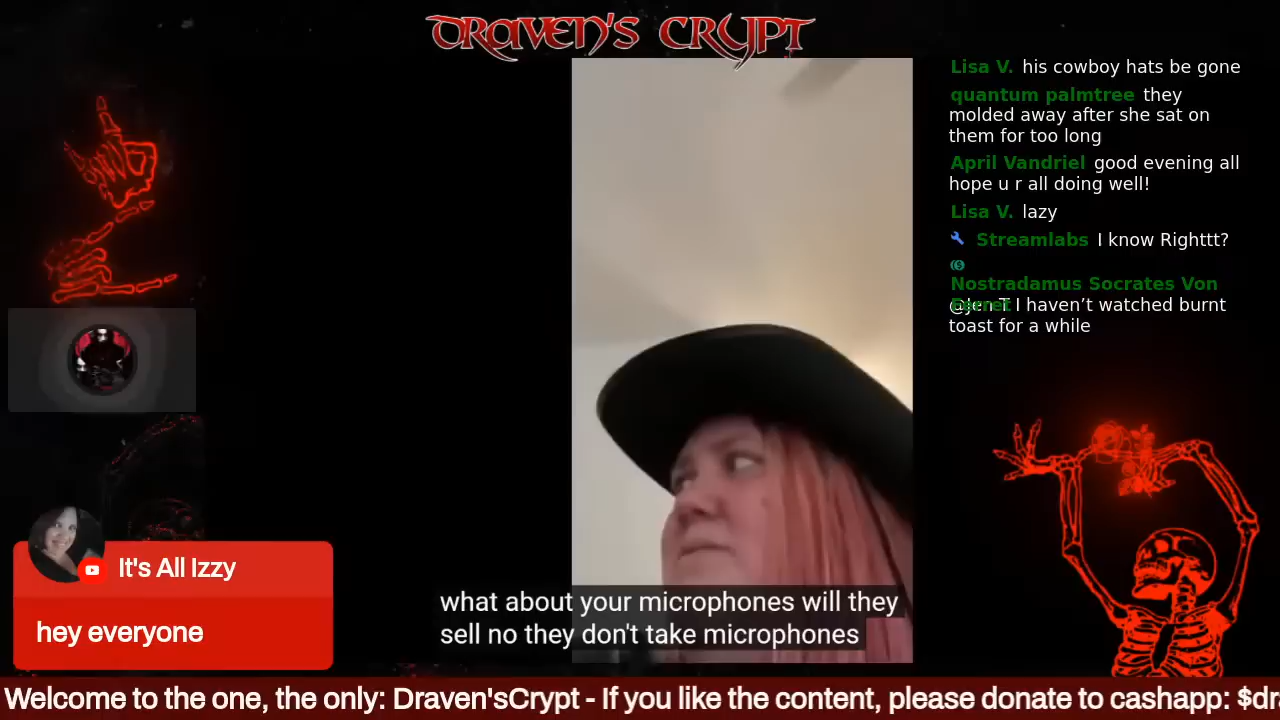 DRAVEN'S CRYPT
Lisa V. his cowboy hats be gone
quantum palmtree they
molded away after she sat on
them for too long
April Vandriel good evening all
hope u r all doing well!
Lisa V. lazy
Streamlabs I know Righttt?
Nostradamus Socrates Von
Ferret
@Jen T I haven't watched burnt
toast for a while
It's All Izzy
hey everyone
what about your microphones will they
sell no they don't take microphones
Welcome to the one, the only: Draven'sCrypt - If you like the content, please donate to cashapp: $dr